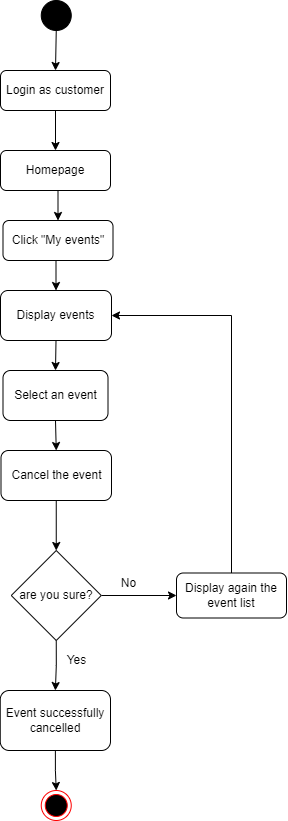 Login as customer
Homepage
Click "My events"
Display events
Select an event
Cancel the event
are you sure?
No
Display again the
event list
Yes
Event successfully
cancelled